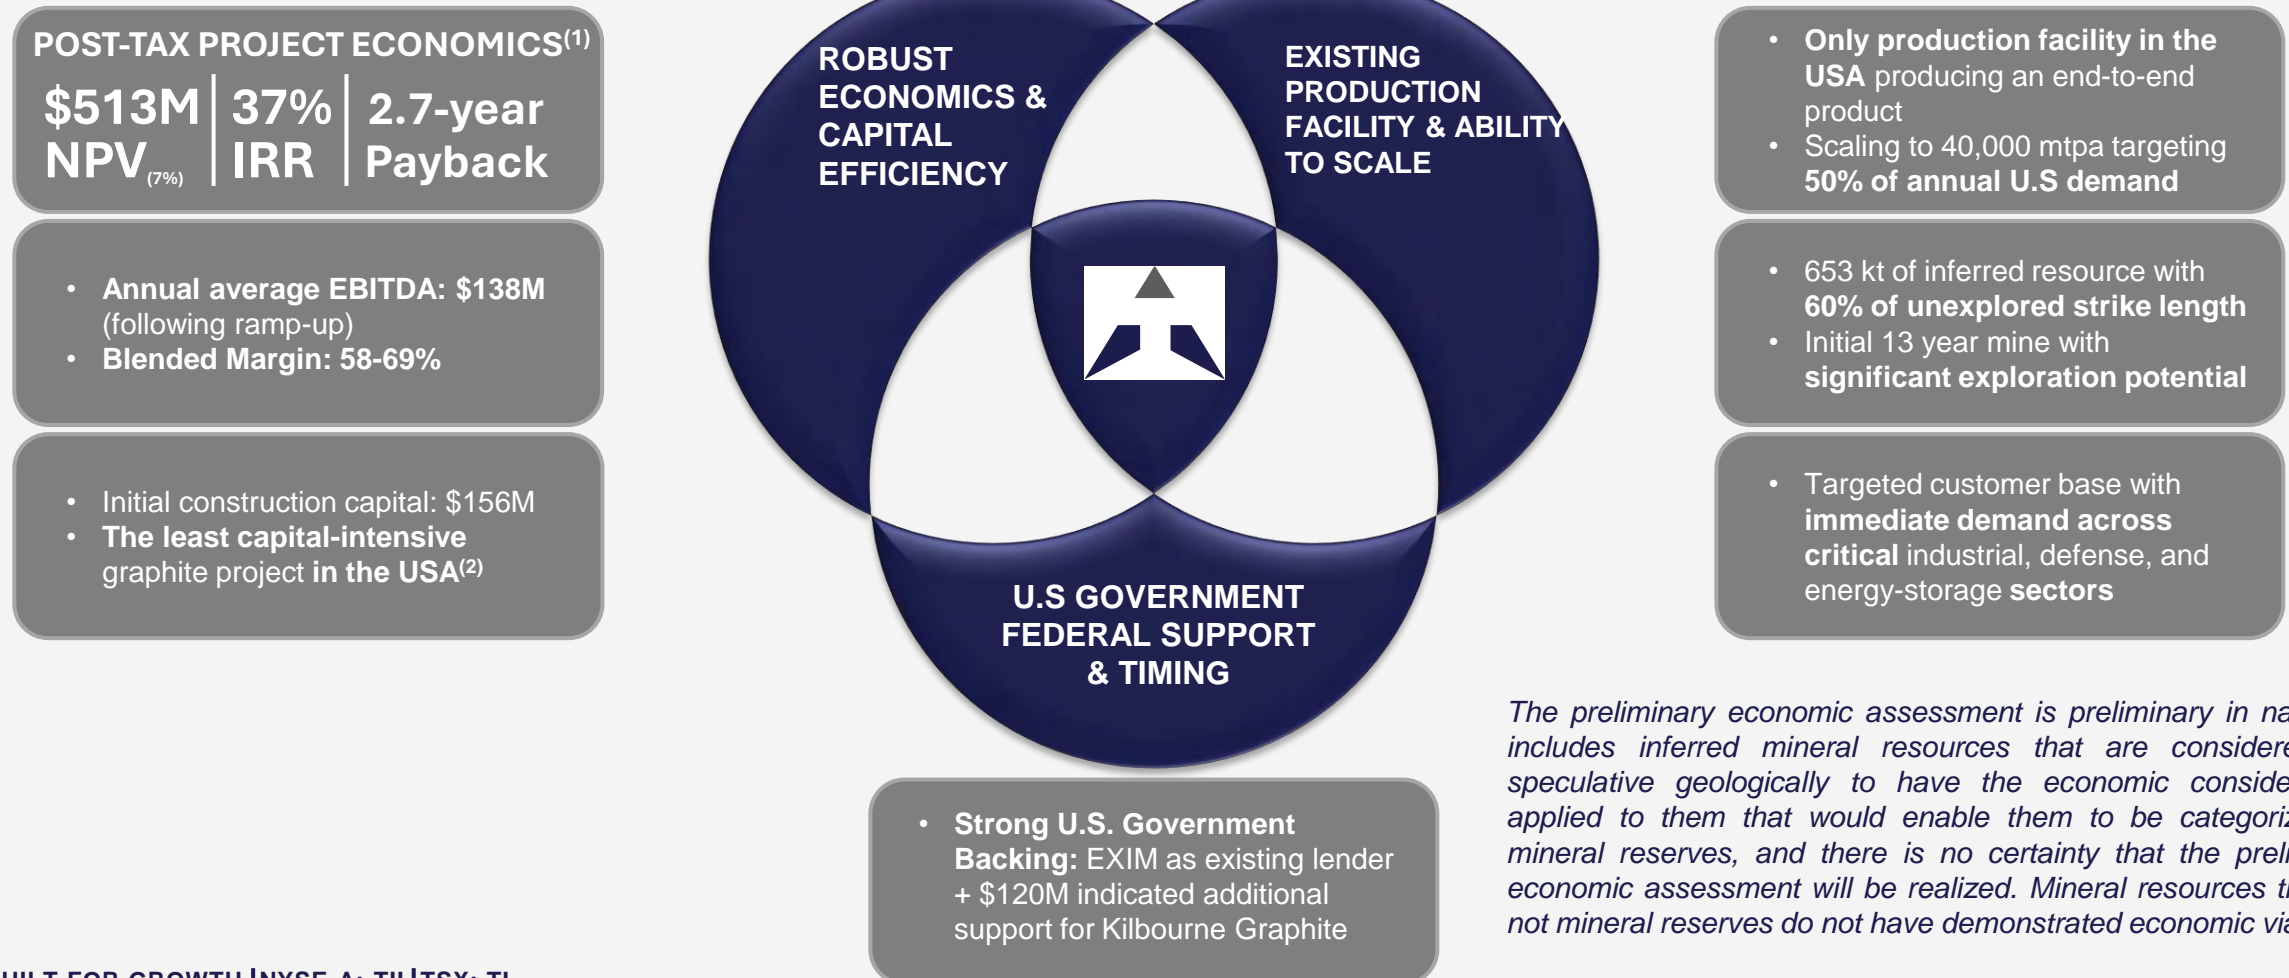 POST-TAX PROJECT ECONOMICS(1)
$513M 37% 2.7-year
NPV(7%) IRR Payback
• Annual average EBITDA: $138M
(following ramp-up)
• Blended Margin: 58-69%
• Initial construction capital: $156M
• The least capital-intensive
graphite project in the USA(2)
ROBUST
ECONOMICS &
CAPITAL
EFFICIENCY
EXISTING
PRODUCTION
FACILITY & ABILITY
TO SCALE
U.S GOVERNMENT
FEDERAL SUPPORT
& TIMING
• Strong U.S. Government
Backing: EXIM as existing lender
+ $120M indicated additional
support for Kilbourne Graphite
• Only production facility in the
USA producing an end-to-end
product
• Scaling to 40,000 mtpa targeting
50% of annual U.S demand
• 653 kt of inferred resource with
60% of unexplored strike length
• Initial 13 year mine with
significant exploration potential
• Targeted customer base with
immediate demand across
critical industrial, defense, and
energy-storage sectors
The preliminary economic assessment is preliminary in
includes inferred mineral resources that are
speculative geologically to have the economic
applied to them that would enable them to be
mineral reserves, and there is no certainty that the
economic assessment will be realized. Mineral resources
not mineral reserves do not have demonstrated economic
FOR GROWTH